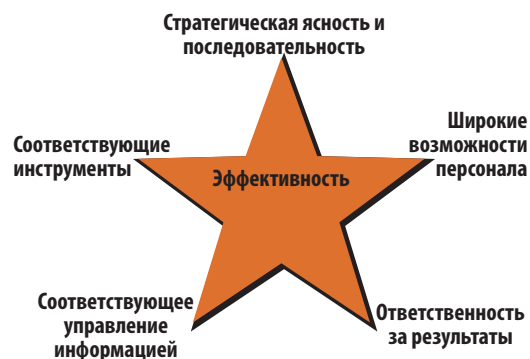 Стратегическая ясность и
последовательность
Соответствующие
инструменты
Широкие
возможности
персонала
Эффективность
Соответствующее
управление
информацией
Ответственность
за результаты